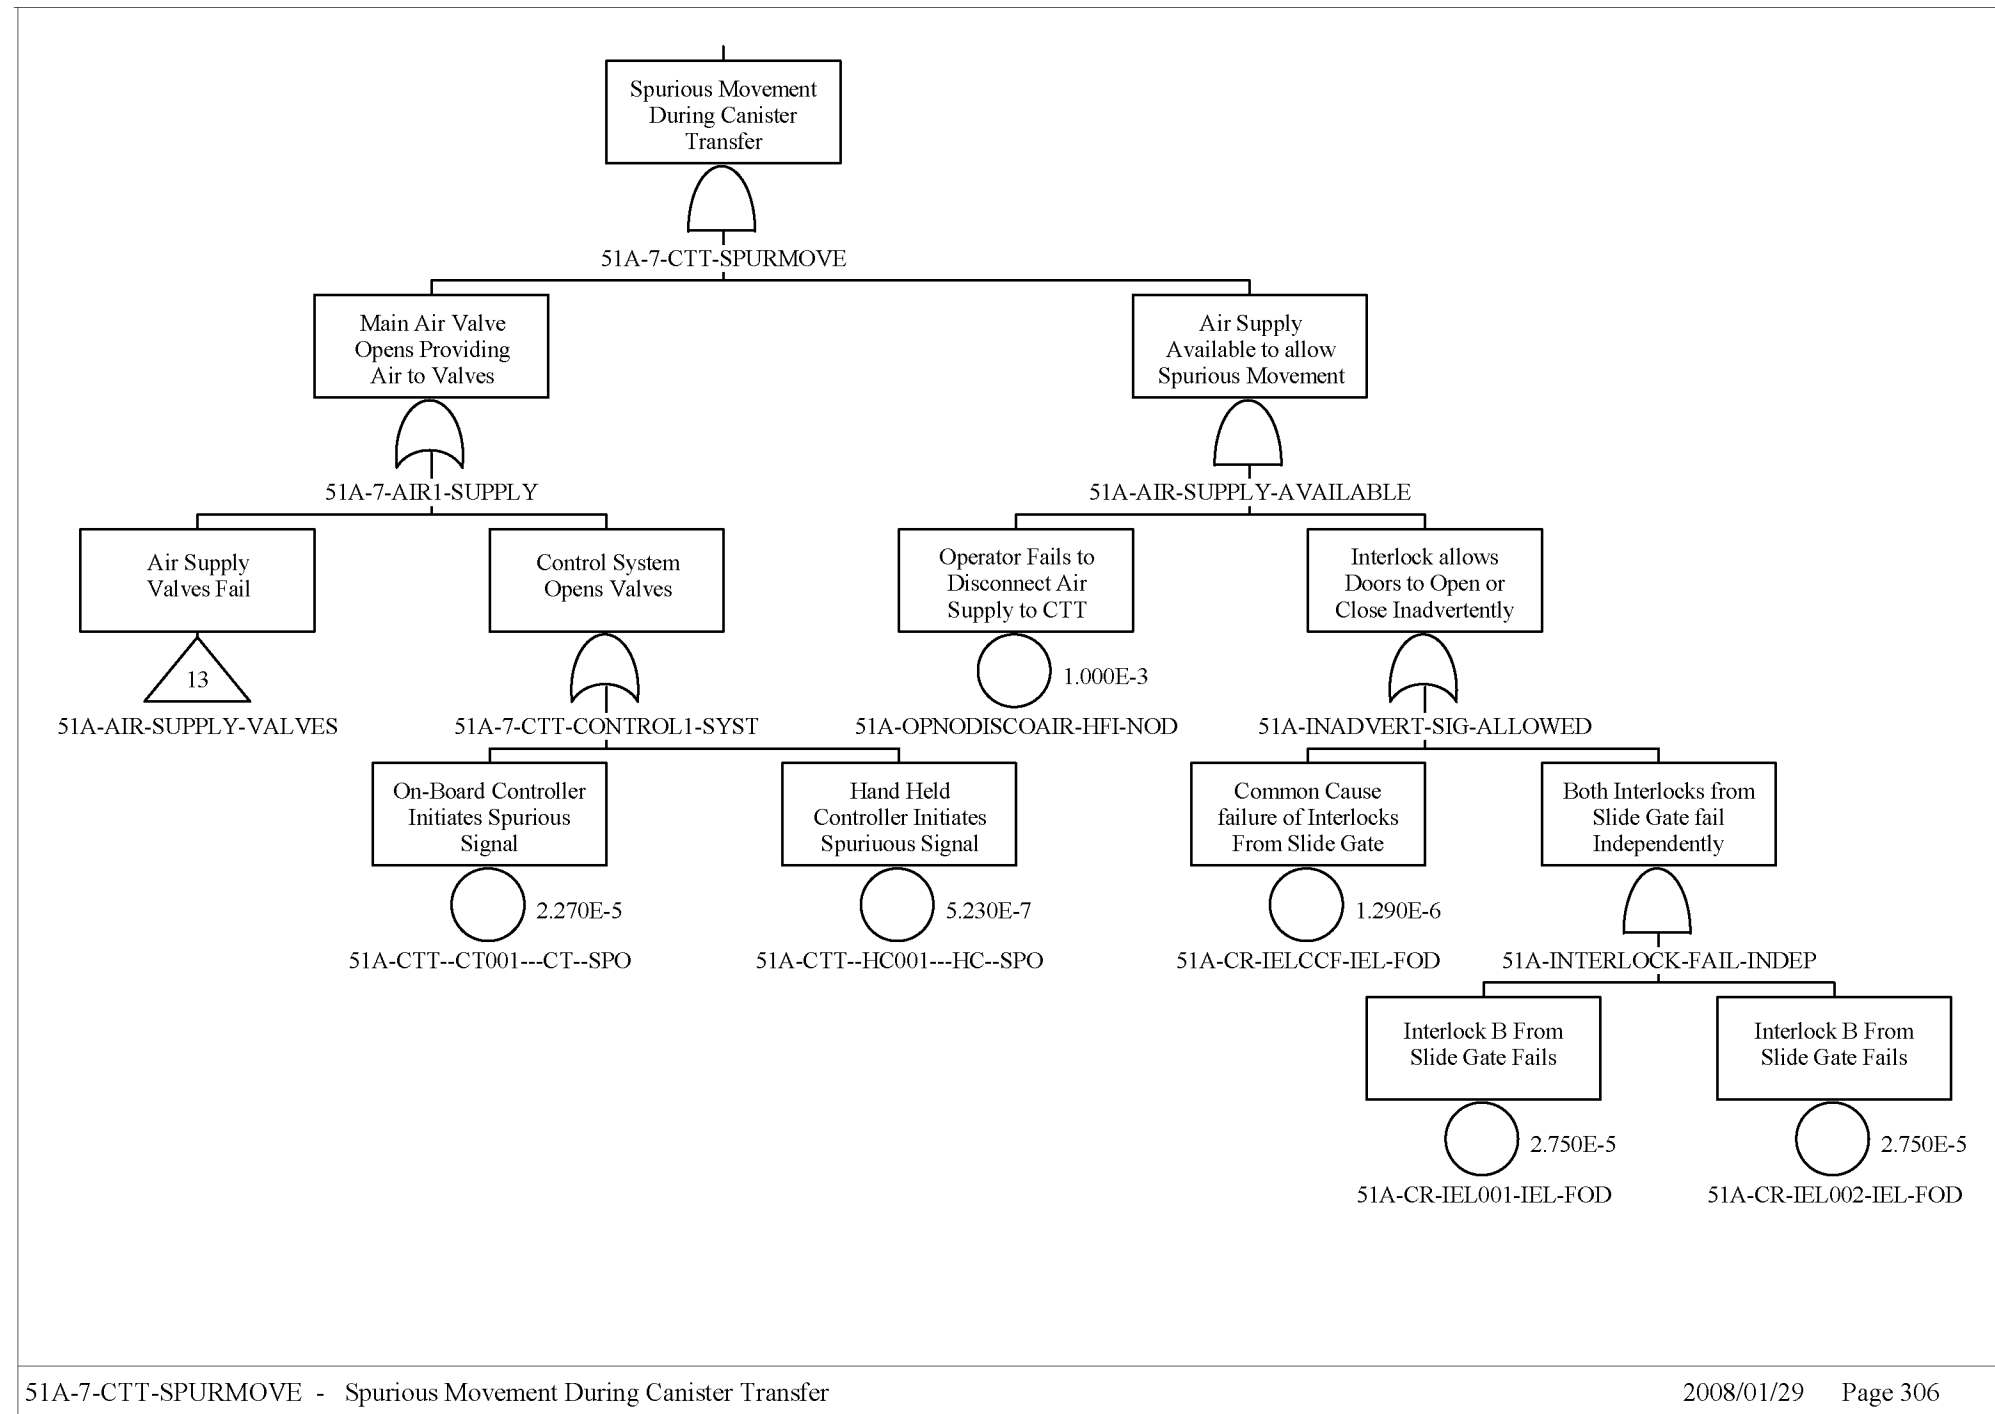 Spurious Movement
During Canister
Transfer
51A-7-CTT-SPURMOVE
Main Air Valve
Opens Providing
Air to Valves
51A-7-AIR1-SUPPLY
Air Supply
Available to allow
Spurious Movement
51A-AIR-SUPPLY-AVAILABLE
Air Supply
Valves Fail
13
51A-AIR-SUPPLY-VALVES
Control System
Opens Valves
51A-7-CTT-CONTROL1-SYST
Operator Fails to
Disconnect Air
Supply to CTT
1.000E-3
51A-OPNODISCOAIR-HFI-NOD
Interlock allows
Doors to Open or
Close Inadvertently
51A-INADVERT-SIG-ALLOWED
On-Board Controller
Initiates Spurious
Signal
2.270E-5
51A-CTT--CT001---CT--SPO
Hand Held
Controller Initiates
Spuriuous Signal
5.230E-7
51A-CTT--HC001---HC--SPO
Common Cause
failure of Interlocks
From Slide Gate
1.290E-6
51A-CR-IELCCF-IEL-FOD
Both Interlocks from
Slide Gate fail
Independently
51A-INTERLOCK-FAIL-INDEP
Interlock B From
Slide Gate Fails
2.750E-5
51A-CR-IEL001-IEL-FOD
Interlock B From
Slide Gate Fails
2.750E-5
51A-CR-IEL002-IEL-FOD
51A-7-CTT-SPURMOVE - Spurious Movement During Canister Transfer
2008/01/29 Page 306